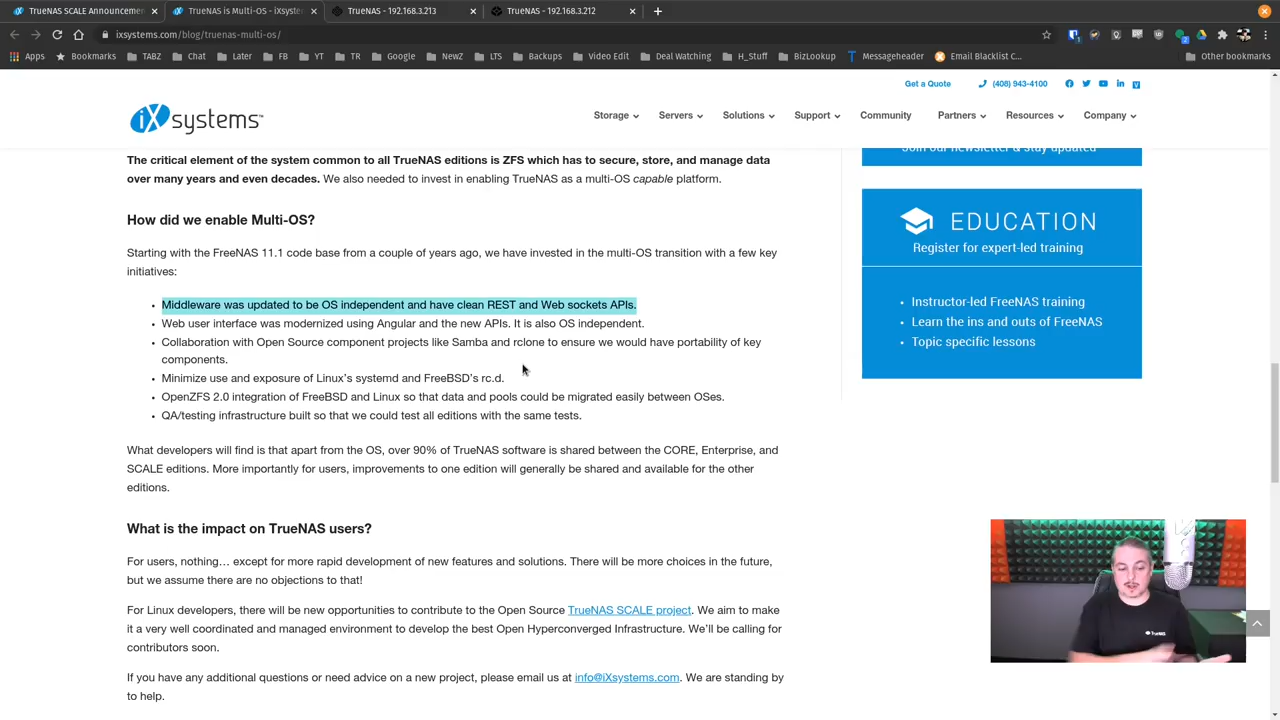 TrueNAS SCALE Announcemen
TrueNAS is Multi-OS - iXsystem
TrueNAS - 192.168.3.213
TrueNAS - 192.168.3.212
ixsystems.com/blog/truenas-multi-os/
Apps
Bookmarks
TABZ
Chat
Later
FB
YT
TR
Google
NewZ
LTS
Backups
Video Edit
Deal Watching
H_Stuff
BizLookup
Messageheader
Email Blacklist C...
Other bookmarks
Get a Quote
(408) 943-4100
iXsystems
Storage
Servers
Solutions
Support
Community
Partners
Resources
Company
The critical element of the system common to all TrueNAS editions is ZFS which has to secure, store, and manage data
over many years and even decades. We also needed to invest in enabling TrueNAS as a multi-OS capable platform.
How did we enable Multi-OS?
Starting with the FreeNAS 11.1 code base from a couple of years ago, we have invested in the multi-OS transition with a few key
initiatives:
• Middleware was updated to be OS independent and have clean REST and Web sockets APIs.
• Web user interface was modernized using Angular and the new APIs. It is also OS independent.
• Collaboration with Open Source component projects like Samba and rclone to ensure we would have portability of key
components.
• Minimize use and exposure of Linux's systemd and FreeBSD's rc.d.
• OpenZFS 2.0 integration of FreeBSD and Linux so that data and pools could be migrated easily between OSes.
• QA/testing infrastructure built so that we could test all editions with the same tests.
What developers will find is that apart from the OS, over 90% of TrueNAS software is shared between the CORE, Enterprise, and
SCALE editions. More importantly for users, improvements to one edition will generally be shared and available for the other
editions.
What is the impact on TrueNAS users?
For users, nothing… except for more rapid development of new features and solutions. There will be more choices in the future,
but we assume there are no objections to that!
For Linux developers, there will be new opportunities to contribute to the Open Source TrueNAS SCALE project. We aim to make
it a very well coordinated and managed environment to develop the best Open Hyperconverged Infrastructure. We'll be calling for
contributors soon.
If you have any additional questions or need advice on a new project, please email us at info@iXsystems.com. We are standing by
to help.
Join our newsletter & stay updated
EDUCATION
Register for expert-led training
• Instructor-led FreeNAS training
• Learn the ins and outs of FreeNAS
• Topic specific lessons
TrueNAS